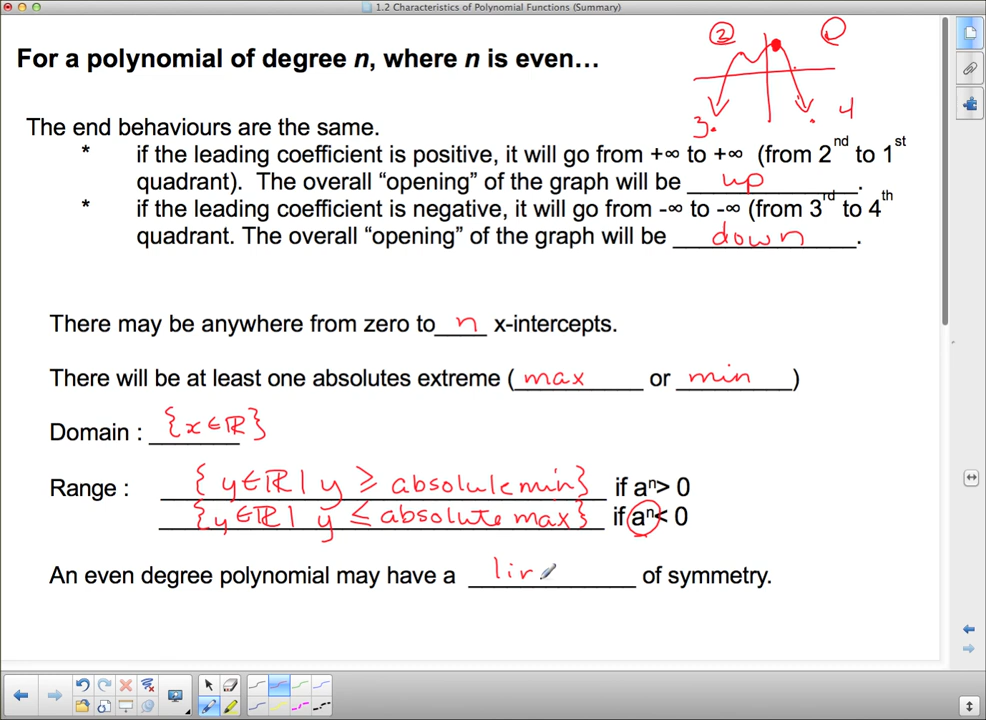 1.2 Characteristics of Polynomial Functions (Summary)
For a polynomial of degree n, where n is even…
2
3
4
The end behaviours are the same.
* if the leading coefficient is positive, it will go from +∞ to +∞ (from 2nd to 1st
quadrant). The overall “opening” of the graph will be up.
* if the leading coefficient is negative, it will go from -∞ to -∞ (from 3rd to 4th
quadrant. The overall “opening” of the graph will be down.
There may be anywhere from zero to n x-intercepts.
There will be at least one absolutes extreme (max or min)
Domain : {x∈ℝ}
Range : {y∈ℝ| y ≥ absolute min} if aⁿ> 0
{y∈ℝ| y ≤ absolute max} if aⁿ< 0
An even degree polynomial may have a lin of symmetry.